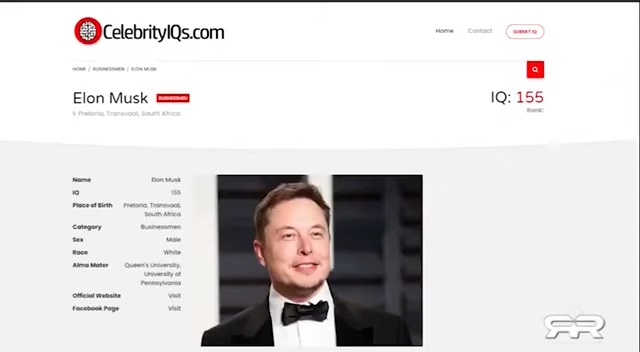 CelebrityIQs.com
Home Contact SUBMIT IQ
HOME / BUSINESSMEN / ELON MUSK
Elon Musk BUSINESSMEN
IQ: 155
Pretoria, Transvaal, South Africa
Rank:
Name Elon Musk
IQ 155
Place of Birth Pretoria, Transvaal,
South Africa
Category Businessmen
Sex Male
Race White
Alma Mater Queen's University,
University of
Pennsylvania
Official Website Visit
Facebook Page Visit
RR